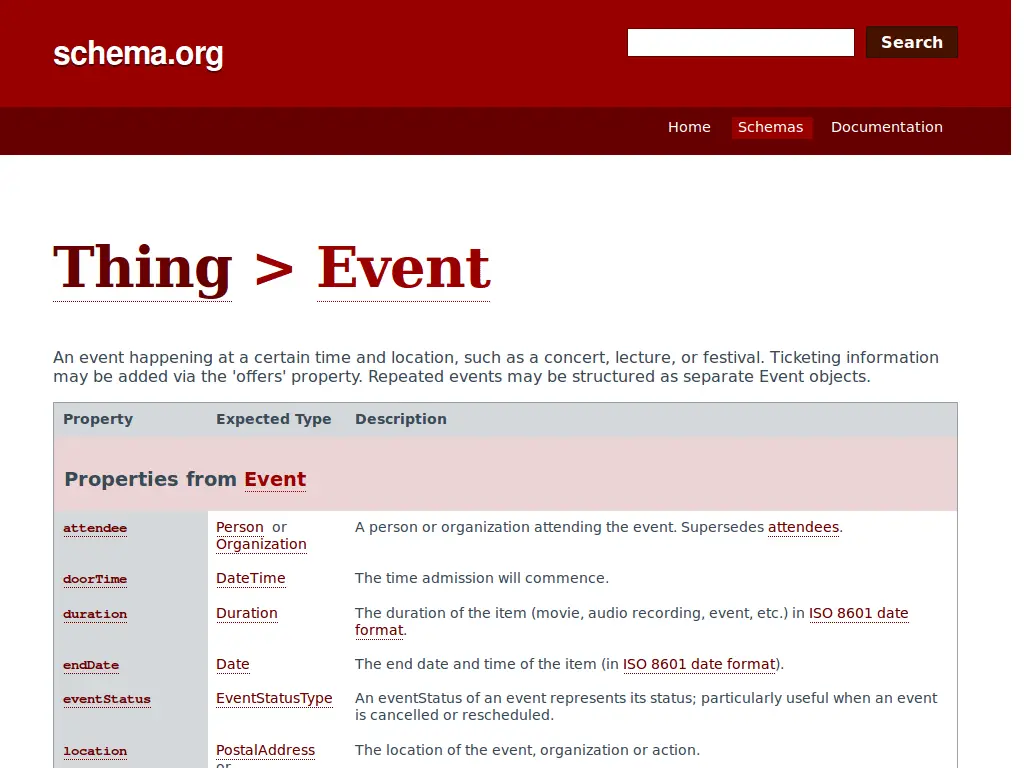 schema.org
Search
Home Schemas Documentation
Thing > Event
An event happening at a certain time and location, such as a concert, lecture, or festival. Ticketing information
may be added via the 'offers' property. Repeated events may be structured as separate Event objects.
Property Expected Type Description
Properties from Event
attendee Person or A person or organization attending the event. Supersedes attendees.
Organization
doorTime DateTime The time admission will commence.
duration Duration The duration of the item (movie, audio recording, event, etc.) in ISO 8601 date
format.
endDate Date The end date and time of the item (in ISO 8601 date format).
eventStatus EventStatusType An eventStatus of an event represents its status; particularly useful when an event
is cancelled or rescheduled.
location PostalAddress The location of the event, organization or action.
or